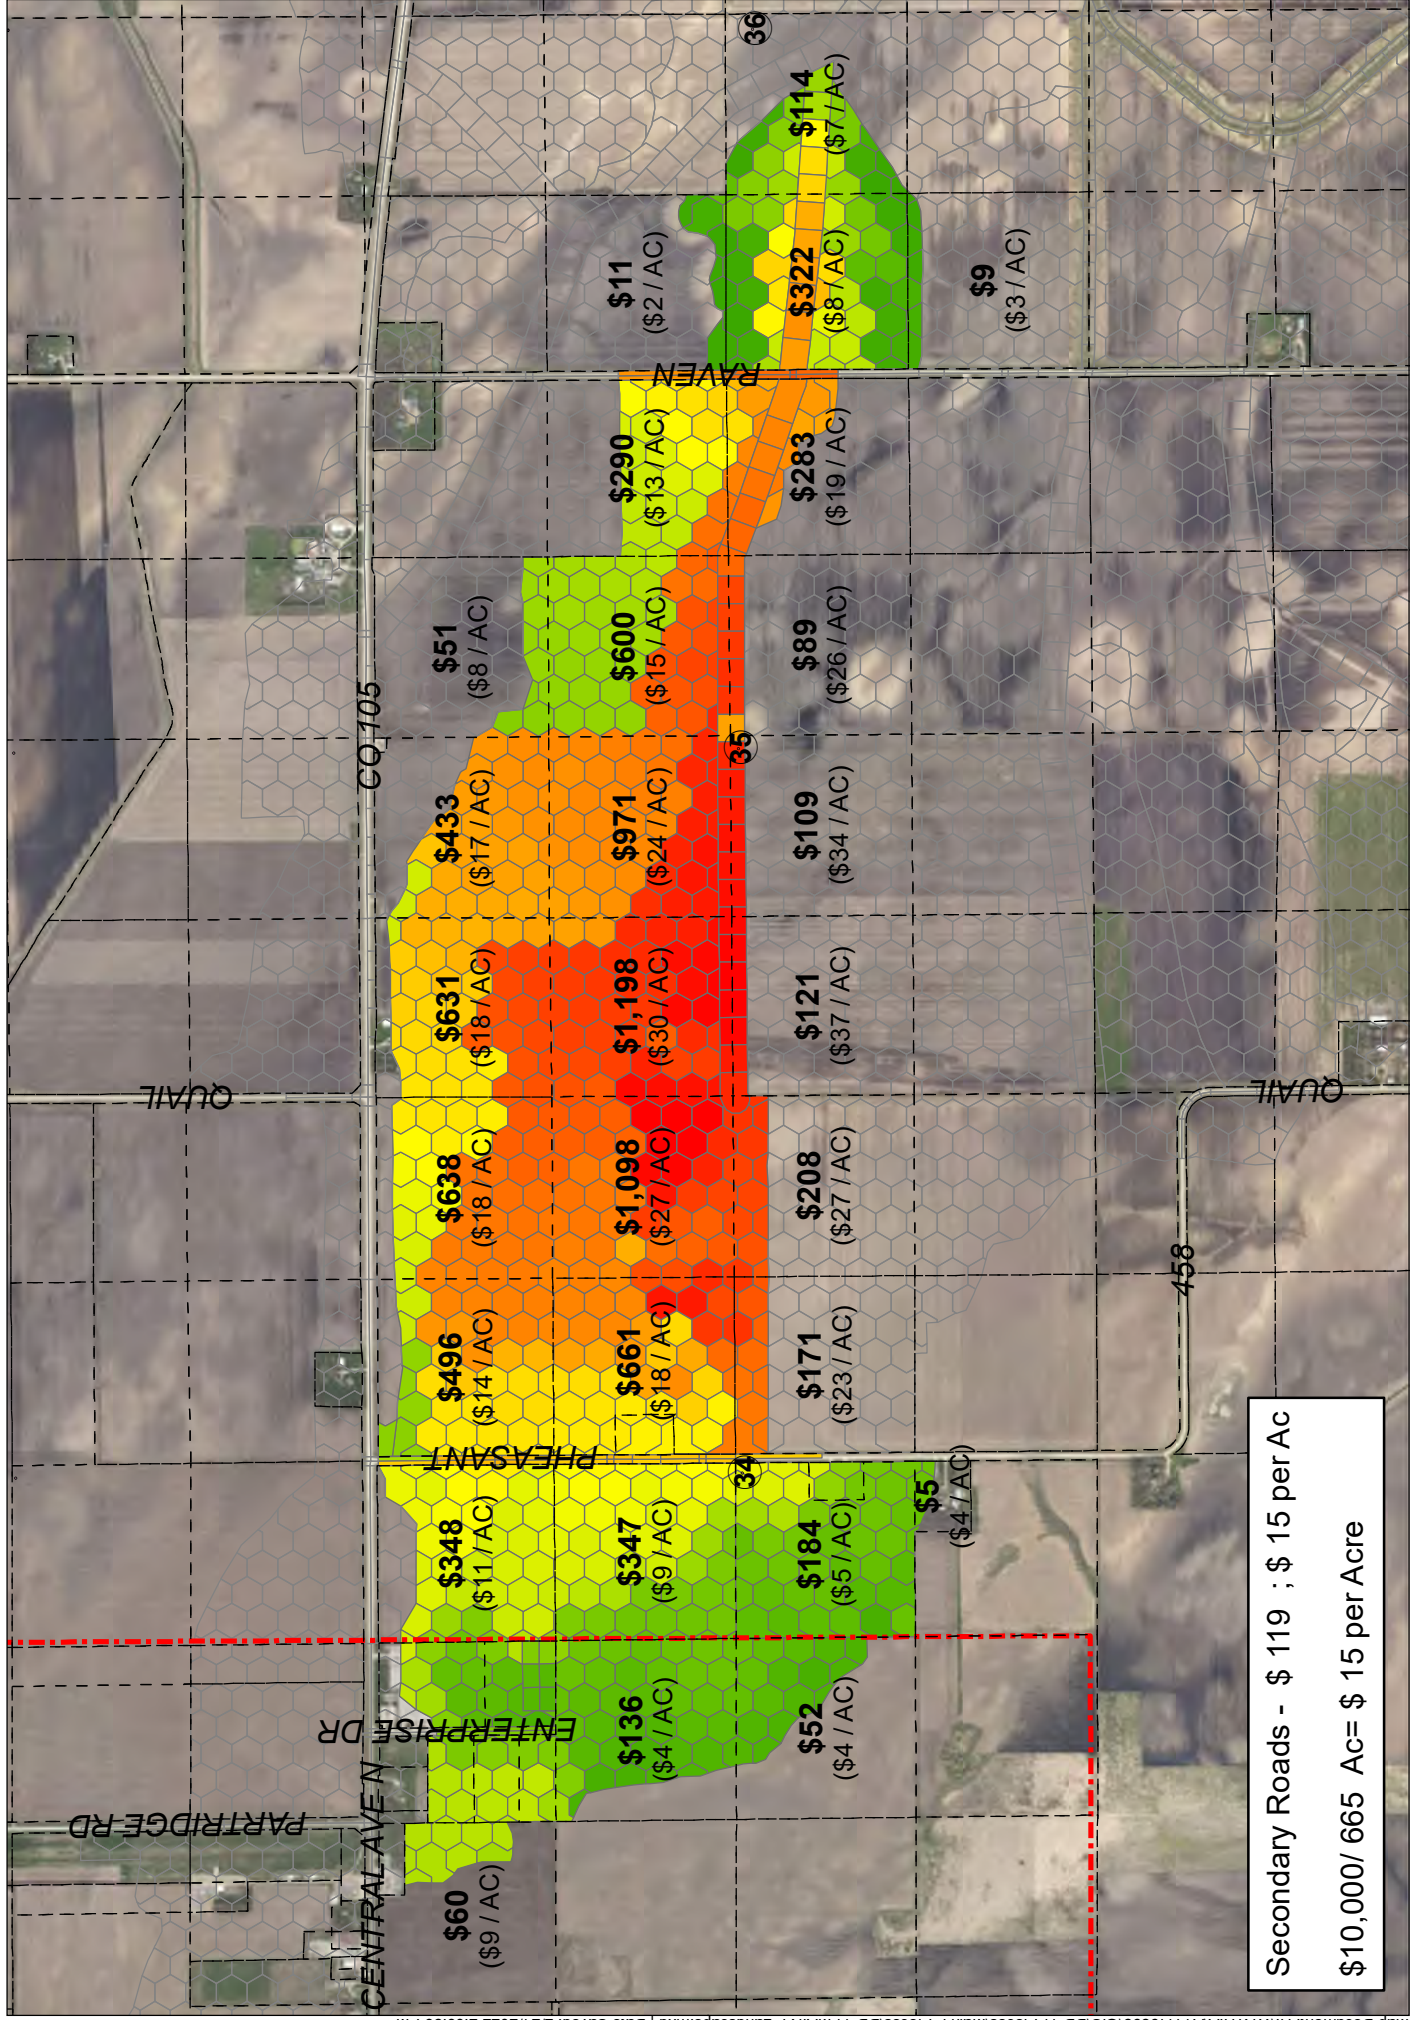 36
$114
($7 / AC)
$11
($2 / AC)
$322
($8 / AC)
$9
($3 / AC)
RAVEN
$290
($13 / AC)
$283
($19 / AC)
$51
($8 / AC)
$600
($15 / AC)
$89
($26 / AC)
CO 105
35
$433
($17 / AC)
$971
($24 / AC)
$109
($34 / AC)
$631
($18 / AC)
$1,198
($30 / AC)
$121
($37 / AC)
QUAIL
QUAIL
$638
($18 / AC)
$1,098
($27 / AC)
$208
($27 / AC)
458
$496
($14 / AC)
$661
($18 / AC)
$171
($23 / AC)
PHEASANT
34
$348
($11 / AC)
$347
($9 / AC)
$184
($5 / AC)
$5
($4 / AC)
ENTERPRISE DR
$136
($4 / AC)
$52
($4 / AC)
PARTRIDGE RD
CENTRAL AVE N
$60
($9 / AC)
Secondary Roads - $ 119 ; $ 15 per Ac
$10,000/ 665 Ac= $ 15 per Acre